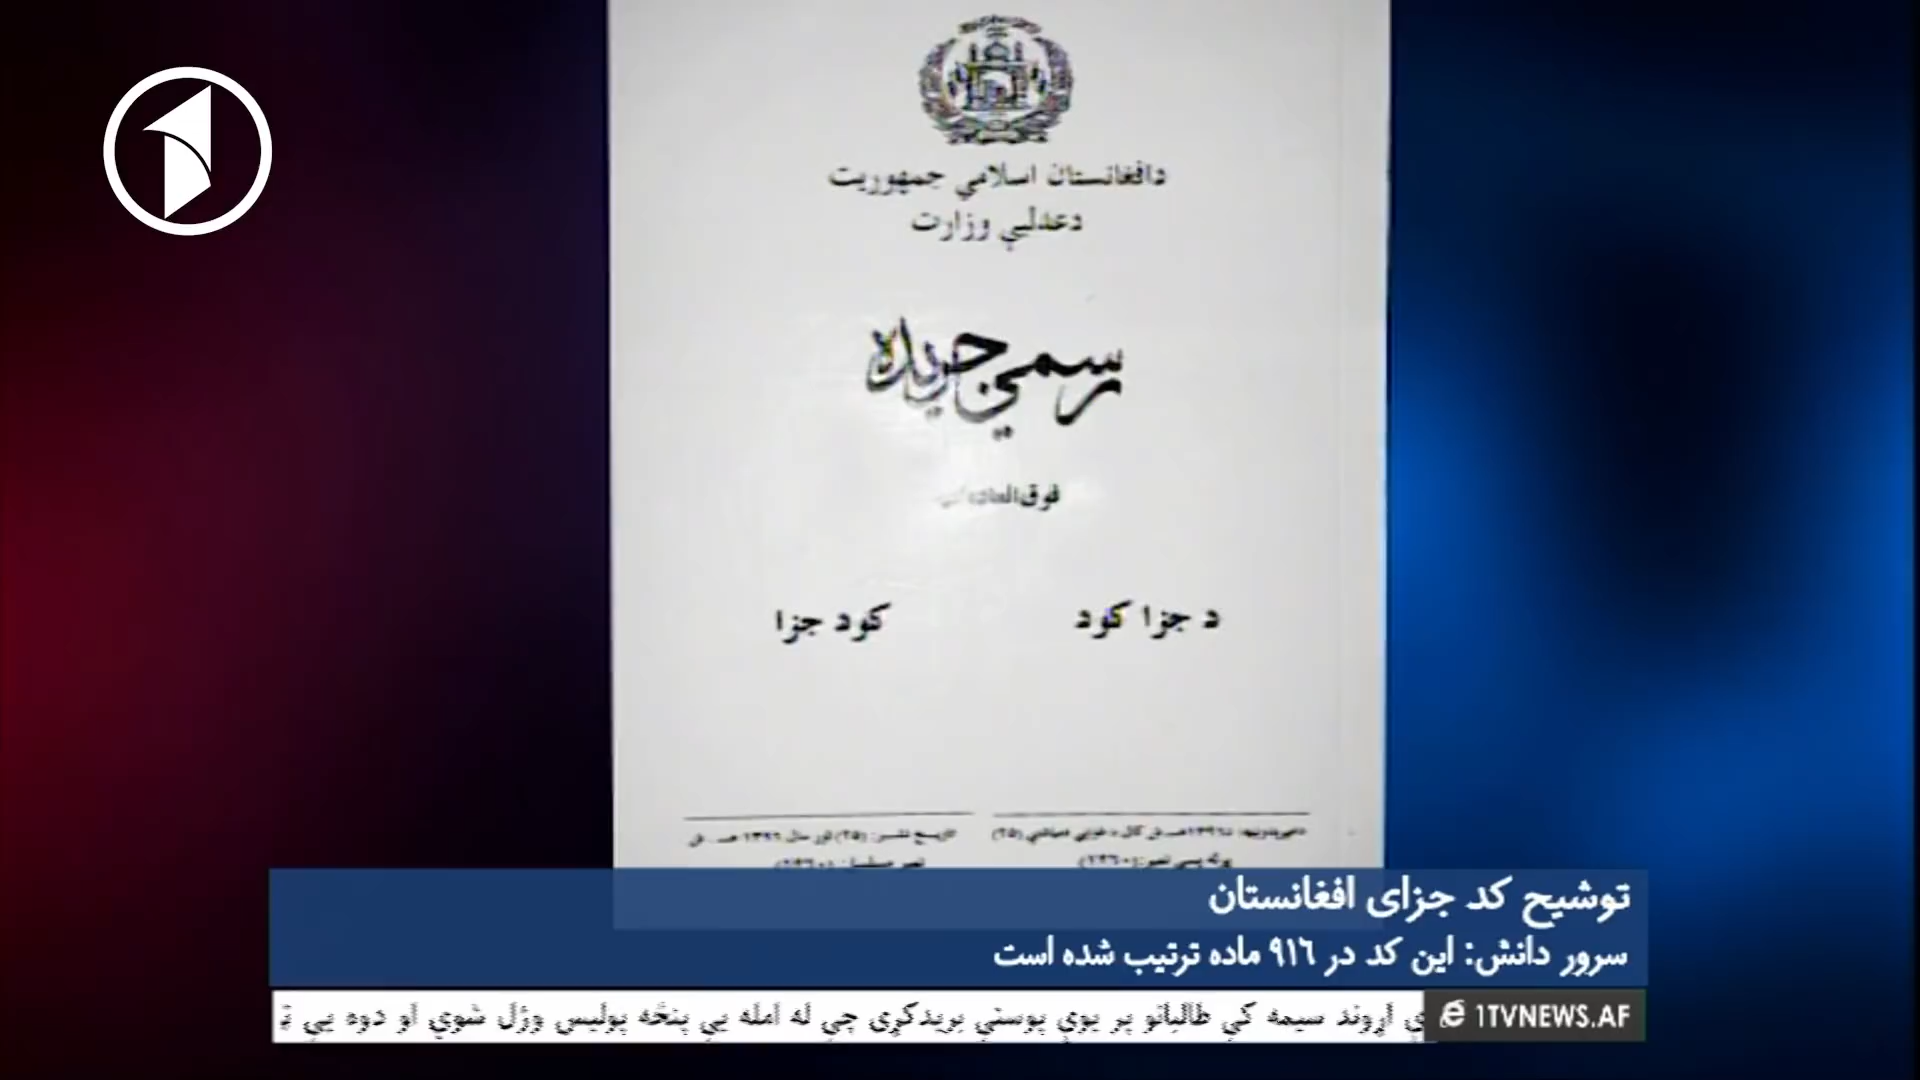 دافغانستان اسلامي جمهوریت
دعدلیې وزارت
رسمي جریده
فوق العاده
د جزا کود
کود جزا
توشیح کد جزای افغانستان
سرور دانش: این کد در ٩١٦ ماده ترتیب شده است
اړوند سیمه کې طالبانو پر یوې پوستې بریدکړی چې له امله یې پنځه پولیس وژل شوي او دوه یې
1TVNEWS.AF